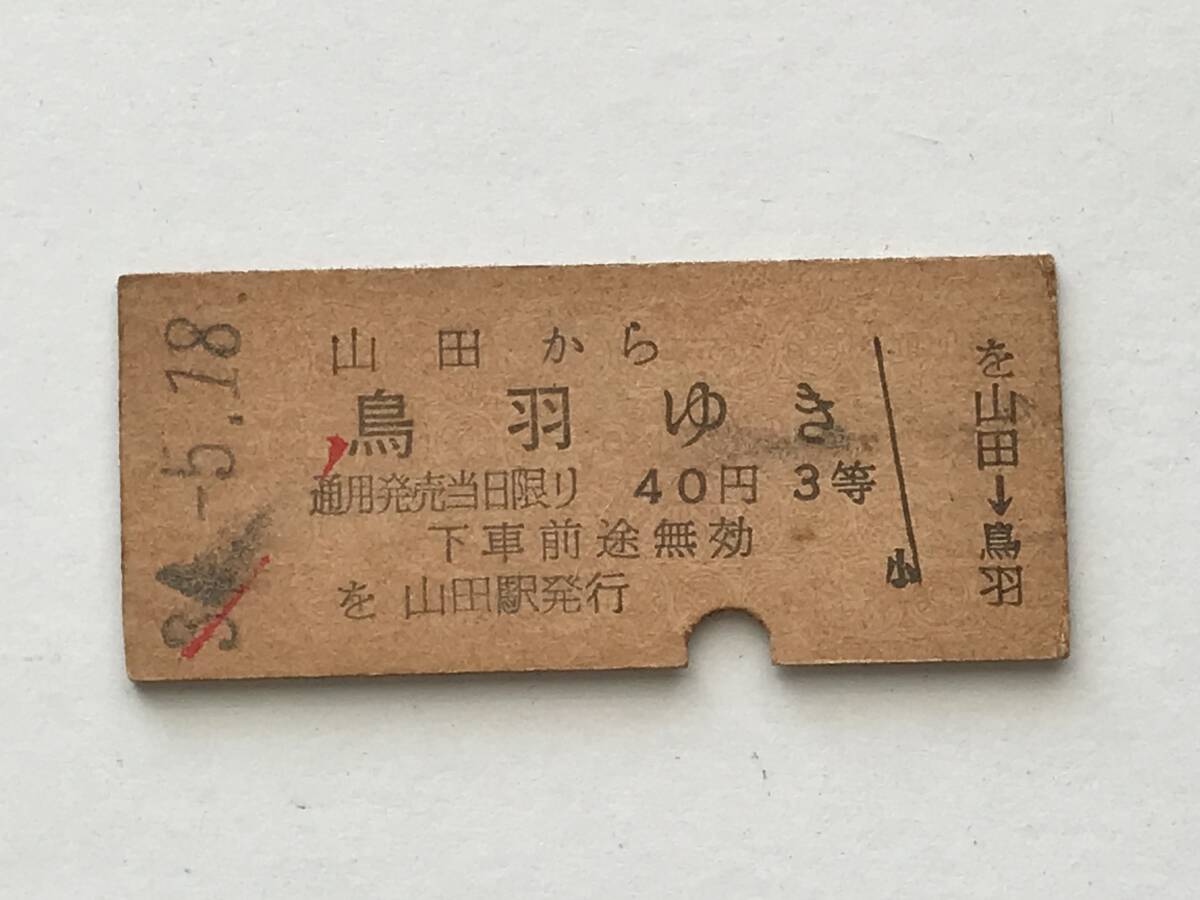 山田から
鳥羽ゆき
通用発売当日限り 40円 3等
下車前途無効
を 山田駅発行
小
を山田→鳥羽
-5.18.